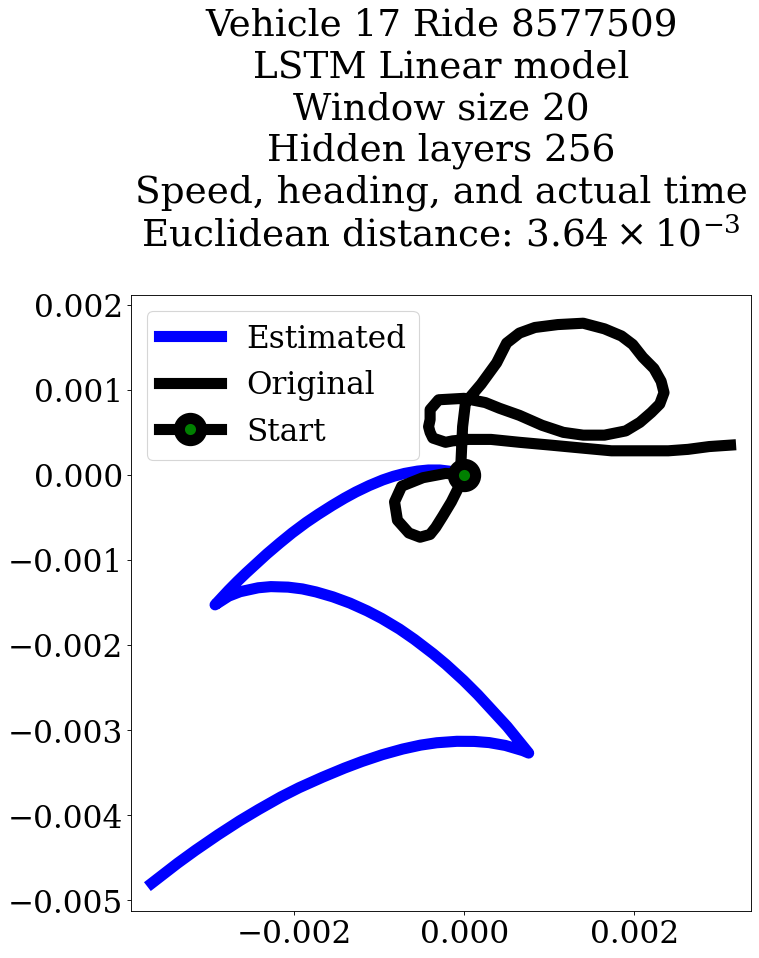 Vehicle 17 Ride 8577509
LSTM Linear model
Window size 20
Hidden layers 256
Speed, heading, and actual time
Euclidean distance: 3.64 × 10⁻³
Estimated
Original
Start
0.002
0.001
0.000
−0.001
−0.002
−0.003
−0.004
−0.005
−0.002 0.000 0.002